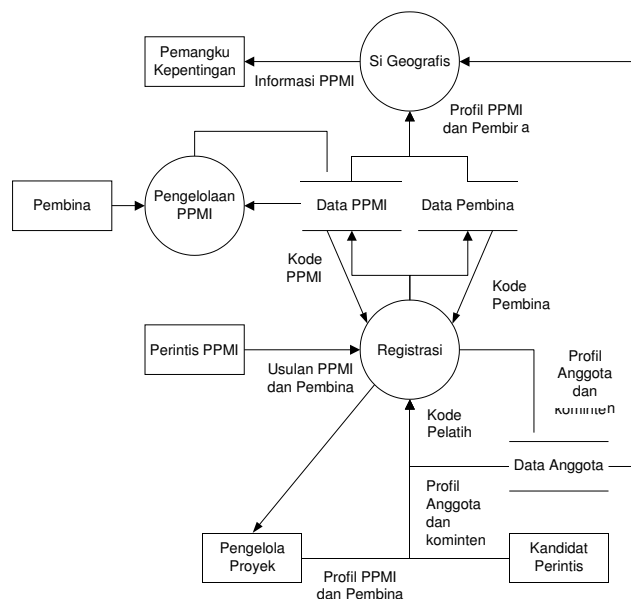 Pemangku
Kepentingan
Si Geografis
Informasi PPMI
Profil PPMI
dan Pembira
Pembina
Pengelolaan
PPMI
Data PPMI
Data Pembina
Kode
PPMI
Kode
Pembina
Perintis PPMI
Registrasi
Usulan PPMI
dan Pembina
Profil
Anggota
dan
kominten
Kode
Pelatih
Data Anggota
Profil
Anggota
dan
kominten
Pengelola
Proyek
Profil PPMI
dan Pembina
Kandidat
Perintis